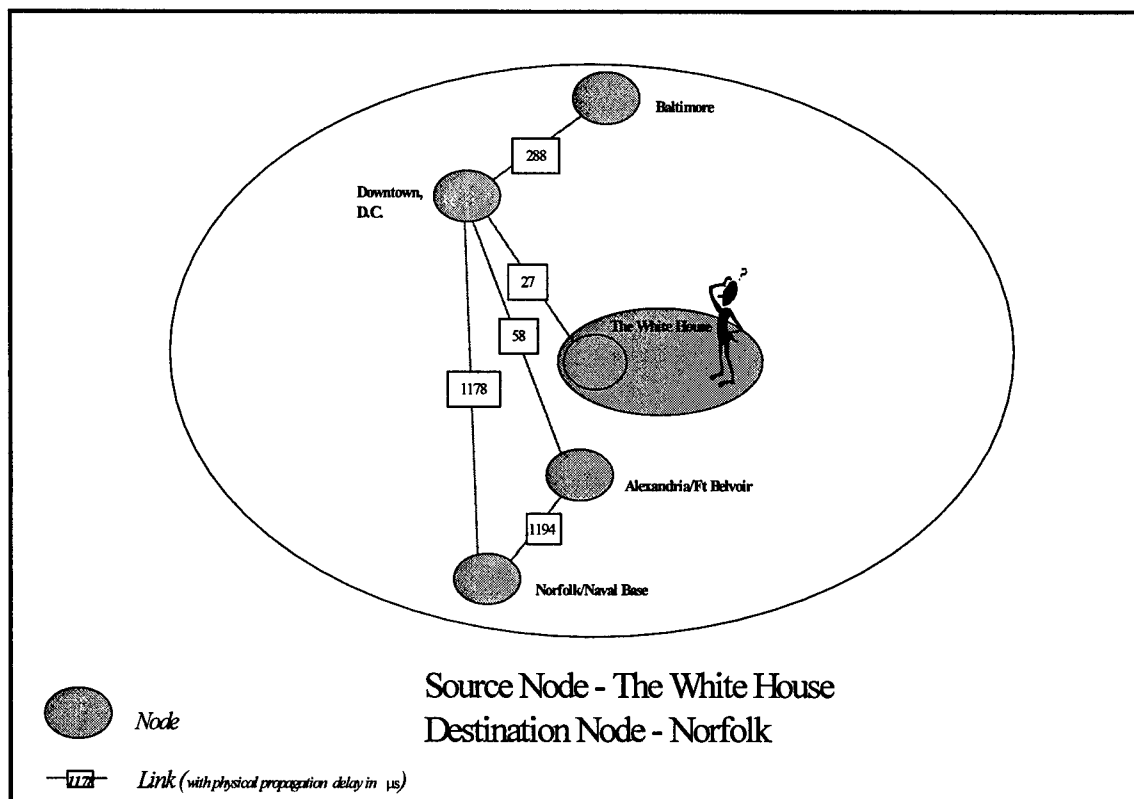 Baltimore
288
Downtown,
D.C.
27
?
The White House
58
1178
Alexandria/Ft Belvoir
1194
Norfolk/Naval Base
Source Node - The White House
Destination Node - Norfolk
Node
1178 Link (with physical propagation delay in µs)